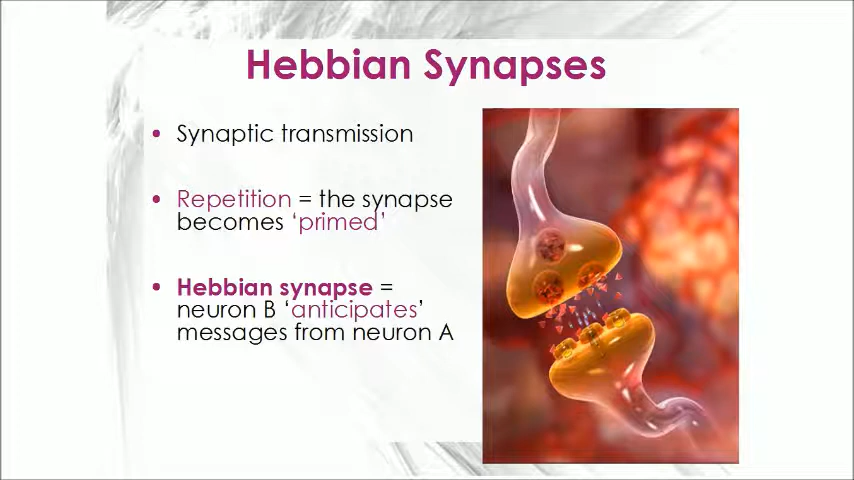 Hebbian Synapses
• Synaptic transmission
• Repetition = the synapse
becomes ‘primed’
• Hebbian synapse =
neuron B ‘anticipates’
messages from neuron A